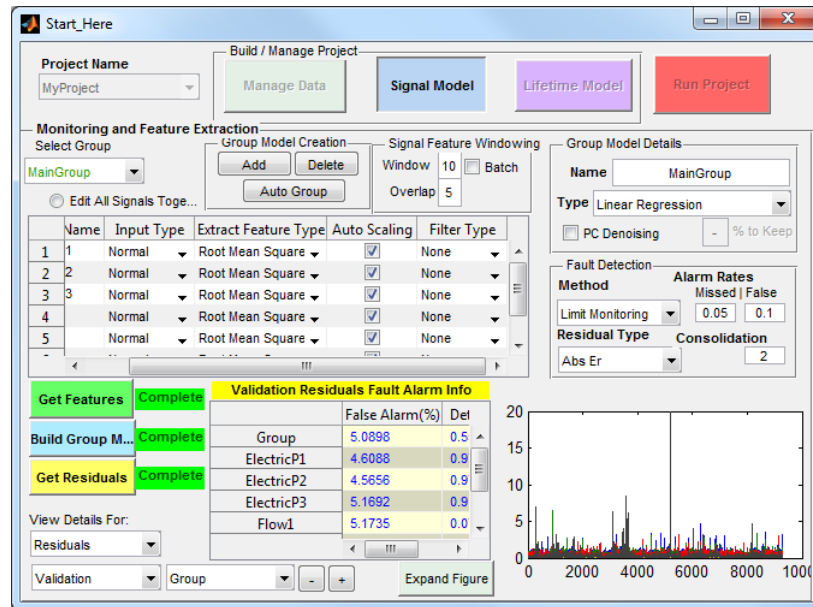 Start_Here
Project Name
MyProject
Build / Manage Project
Manage Data
Signal Model
Lifetime Model
Run Project
Monitoring and Feature Extraction
Select Group
MainGroup
Edit All Signals Toge...
Group Model Creation
Add
Delete
Auto Group
Signal Feature Windowing
Window 10 Batch
Overlap 5
Group Model Details
Name MainGroup
Type Linear Regression
PC Denoising - % to Keep
Name Input Type Extract Feature Type Auto Scaling Filter Type
1 1 Normal Root Mean Square None
2 2 Normal Root Mean Square None
3 3 Normal Root Mean Square None
4 Normal Root Mean Square None
5 Normal Root Mean Square None
Fault Detection
Method
Alarm Rates
Missed | False
Limit Monitoring 0.05 0.1
Residual Type Consolidation
Abs Er 2
Get Features Complete
Build Group M... Complete
Get Residuals Complete
View Details For:
Residuals
Validation
Group
- +
Expand Figure
Validation Residuals Fault Alarm Info
False Alarm(%) Det
Group 5.0898 0.5
ElectricP1 4.6088 0.9
ElectricP2 4.5656 0.9
ElectricP3 5.1692 0.9
Flow1 5.1735 0.0
20
15
10
5
0
0 2000 4000 6000 8000 100